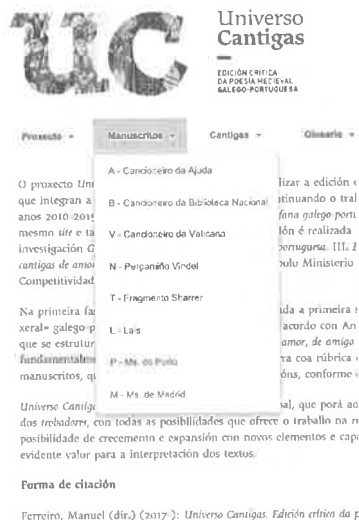 UC
Universo
Cantigas
EDICIÓN CRÍTICA
DA POESÍA MEDIEVAL
GALEGO-PORTUGUESA
Proxecto
Manuscritos
Cantigas
Glosario
A - Cancioneiro da Ajuda
B - Cancioneiro da Biblioteca Nacional
V - Cancioneiro da Vaticana
N - Pergamiño Vindel
T - Fragmento Sharrer
L - Lais
P - Ms. do Porto
M - Ms. de Madrid
O proxecto Uni lizar a edición
que integran a ntinuando o tral
anos 2010-2015 fana galego-portu
mesmo site e ta ión é realizada
investigación G portuguesa. III.
cantigas de amor polo Ministerio
Competitividad
Na primeira fa da a primeira
xeral» galego-p acordo con An
que se estrutur amor, de amigo
fundamentalme ra coa rúbrica
manuscritos, qu óns, conforme
Universo Cantiga al, que porá ao
dos trobadores, con todas as posibilidades que ofrece o traballo na r
posibilidade de crecemento e expansión con novos elementos e capa
evidente valor para a interpretación dos textos.
Forma de citación
Ferreiro, Manuel (dir.) (2017-): Universo Cantigas. Edición crítica da p